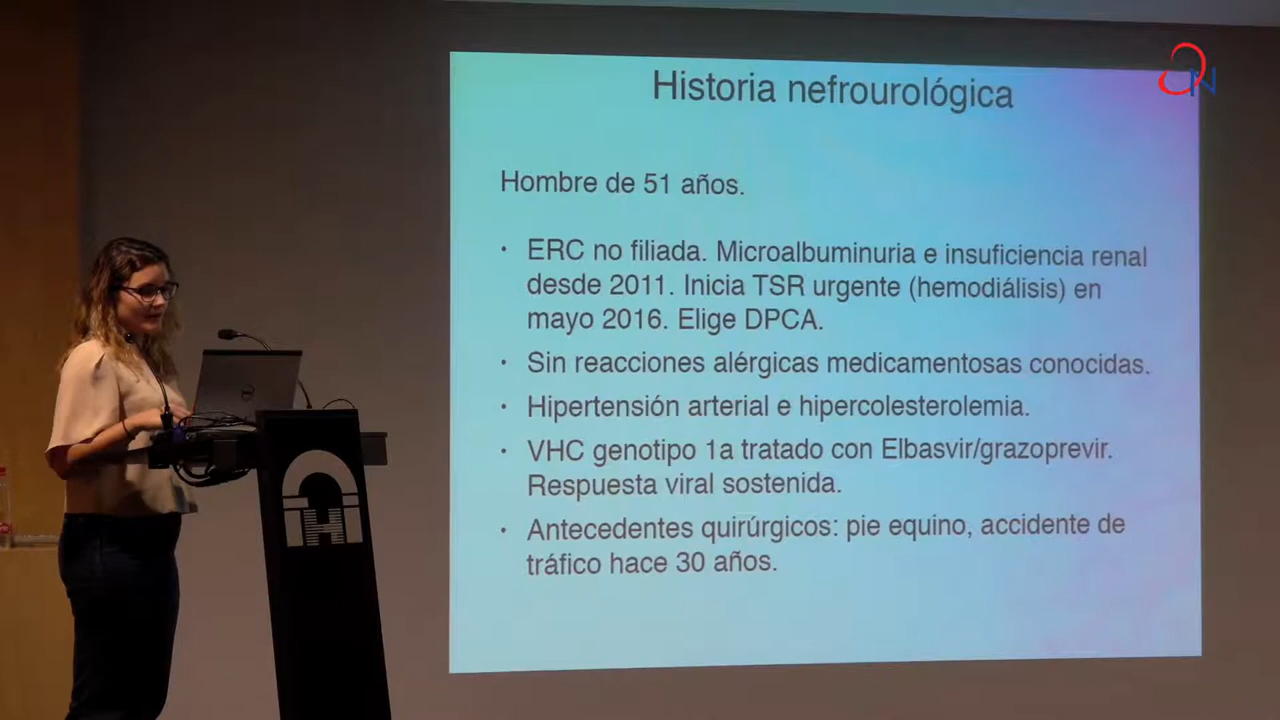 Historia nefrourológica
Hombre de 51 años.
• ERC no filiada. Microalbuminuria e insuficiencia renal
desde 2011. Inicia TSR urgente (hemodiálisis) en
mayo 2016. Elige DPCA.
• Sin reacciones alérgicas medicamentosas conocidas.
• Hipertensión arterial e hipercolesterolemia.
• VHC genotipo 1a tratado con Elbasvir/grazoprevir.
Respuesta viral sostenida.
• Antecedentes quirúrgicos: pie equino, accidente de
tráfico hace 30 años.